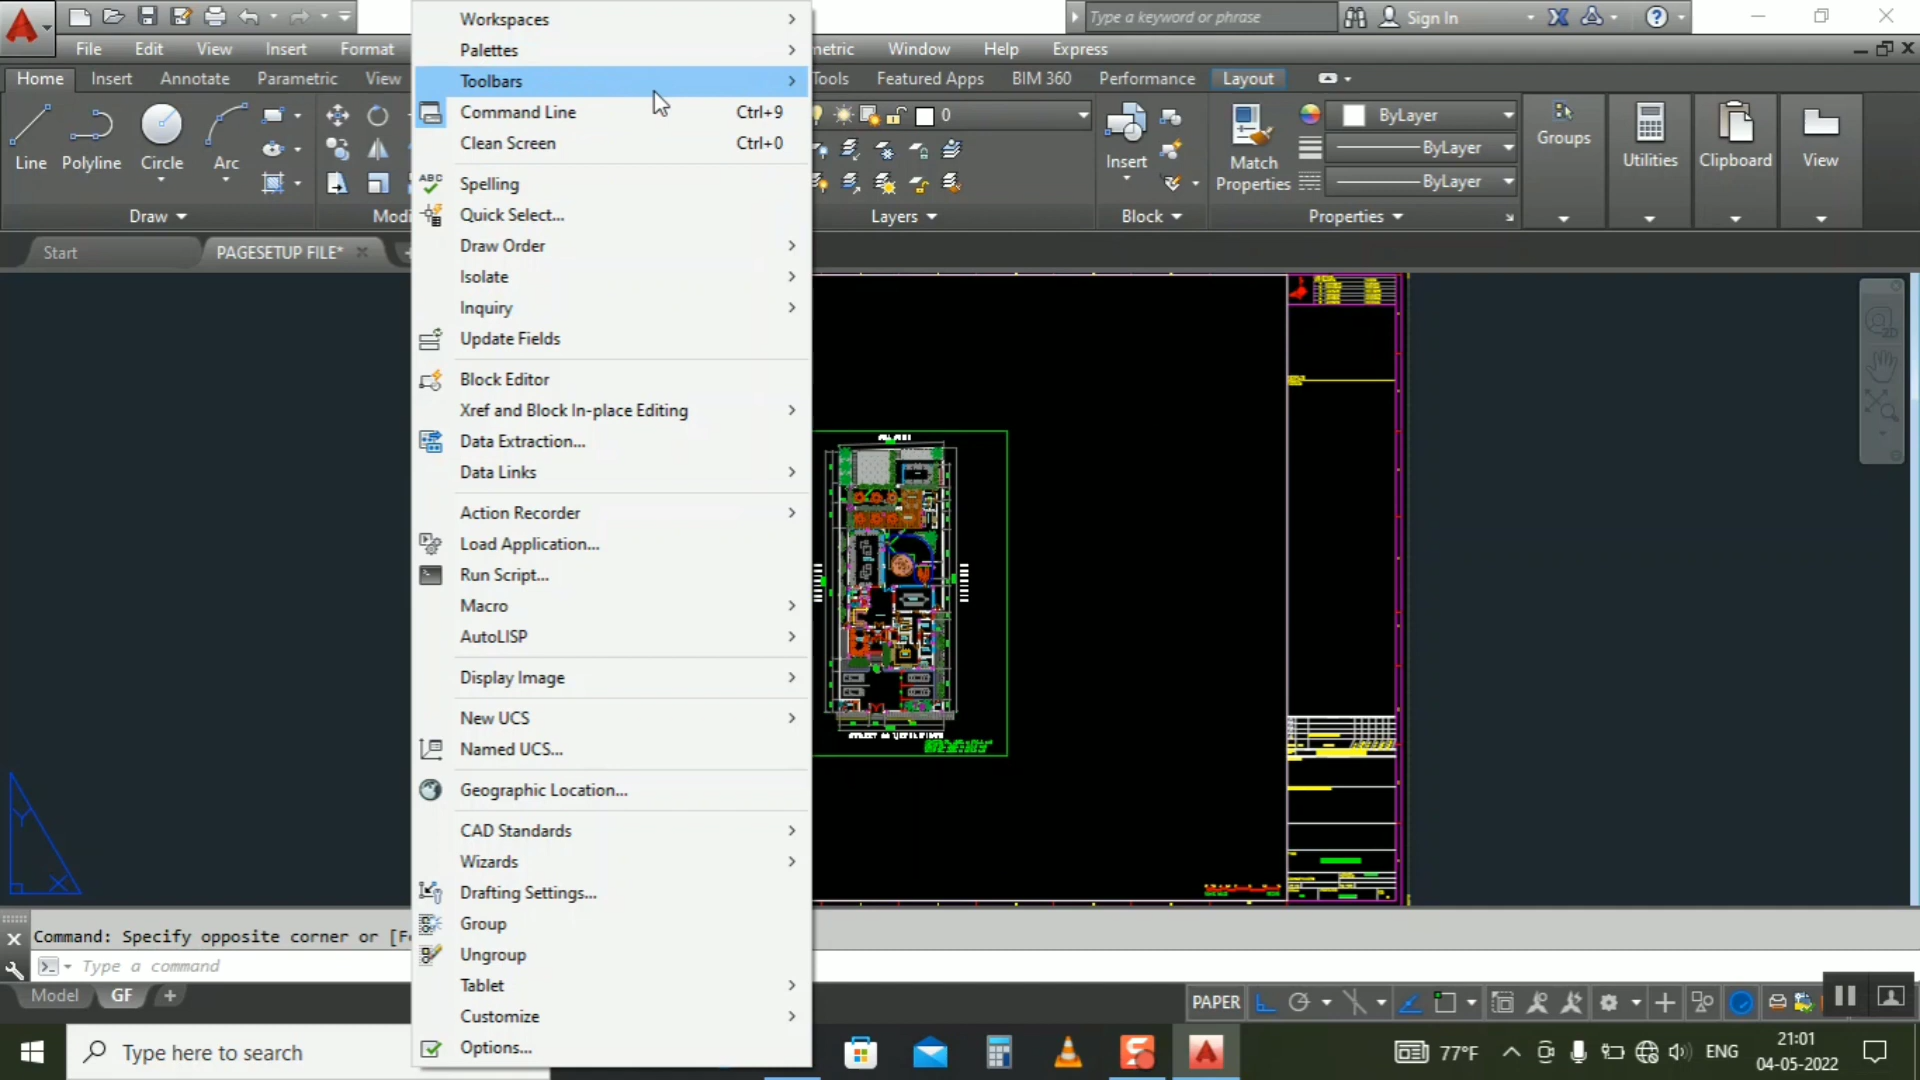 Type a keyword or phrase
Sign In
File
Edit
View
Insert
Format
metric
Window
Help
Express
Home
Insert
Annotate
Parametric
View
Tools
Featured Apps
BIM 360
Performance
Layout
Line
Polyline
Circle
Arc
Draw
Modi
0
Layers
Insert
Block
Match
Properties
ByLayer
ByLayer
ByLayer
Properties
Groups
Utilities
Clipboard
View
Start
PAGESETUP FILE*
Workspaces
Palettes
Toolbars
Command Line Ctrl+9
Clean Screen Ctrl+0
ABC
Spelling
Quick Select...
Draw Order
Isolate
Inquiry
Update Fields
Block Editor
Xref and Block In-place Editing
Data Extraction...
Data Links
Action Recorder
Load Application...
Run Script...
Macro
AutoLISP
Display Image
New UCS
Named UCS...
Geographic Location...
CAD Standards
Wizards
Drafting Settings...
Group
Ungroup
Tablet
Customize
Options...
2D
Y
X
Command: Specify opposite corner or [Fe
Type a command
Model
GF
PAPER
Type here to search
77°F
ENG
21:01
04-05-2022